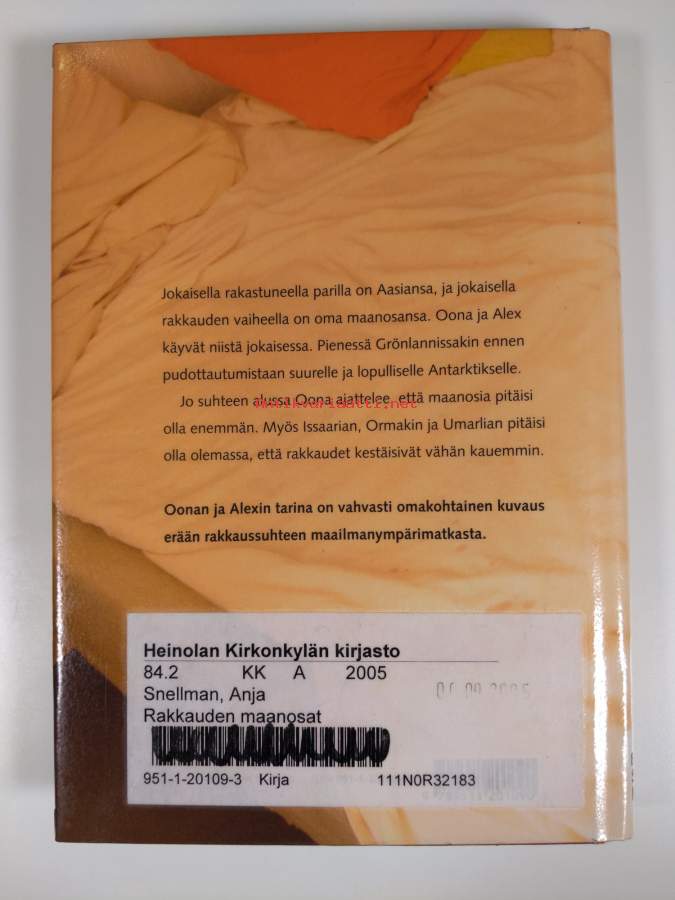 Jokaisella rakastuneella parilla on Aasiansa, ja jokaisella
rakkauden vaiheella on oma maanosansa. Oona ja Alex
käyvät niistä jokaisessa. Pienessä Grönlannissakin ennen
pudottautumistaan suurelle ja lopulliselle Antarktikselle.
Jo suhteen alussa Oona ajattelee, että maanosia pitäisi
antikvariaatti.net
olla enemmän. Myös Issaarian, Ormakin ja Umarlian pitäisi
olla olemassa, että rakkaudet kestäisivät vähän kauemmin.
Oonan ja Alexin tarina on vahvasti omakohtainen kuvaus
erään rakkaussuhteen maailmanympärimatkasta.
Heinolan Kirkonkylän kirjasto
84.2 KK A 2005
Snellman, Anja
Rakkauden maanosat
951-1-20109-3 Kirja 111N0R32183